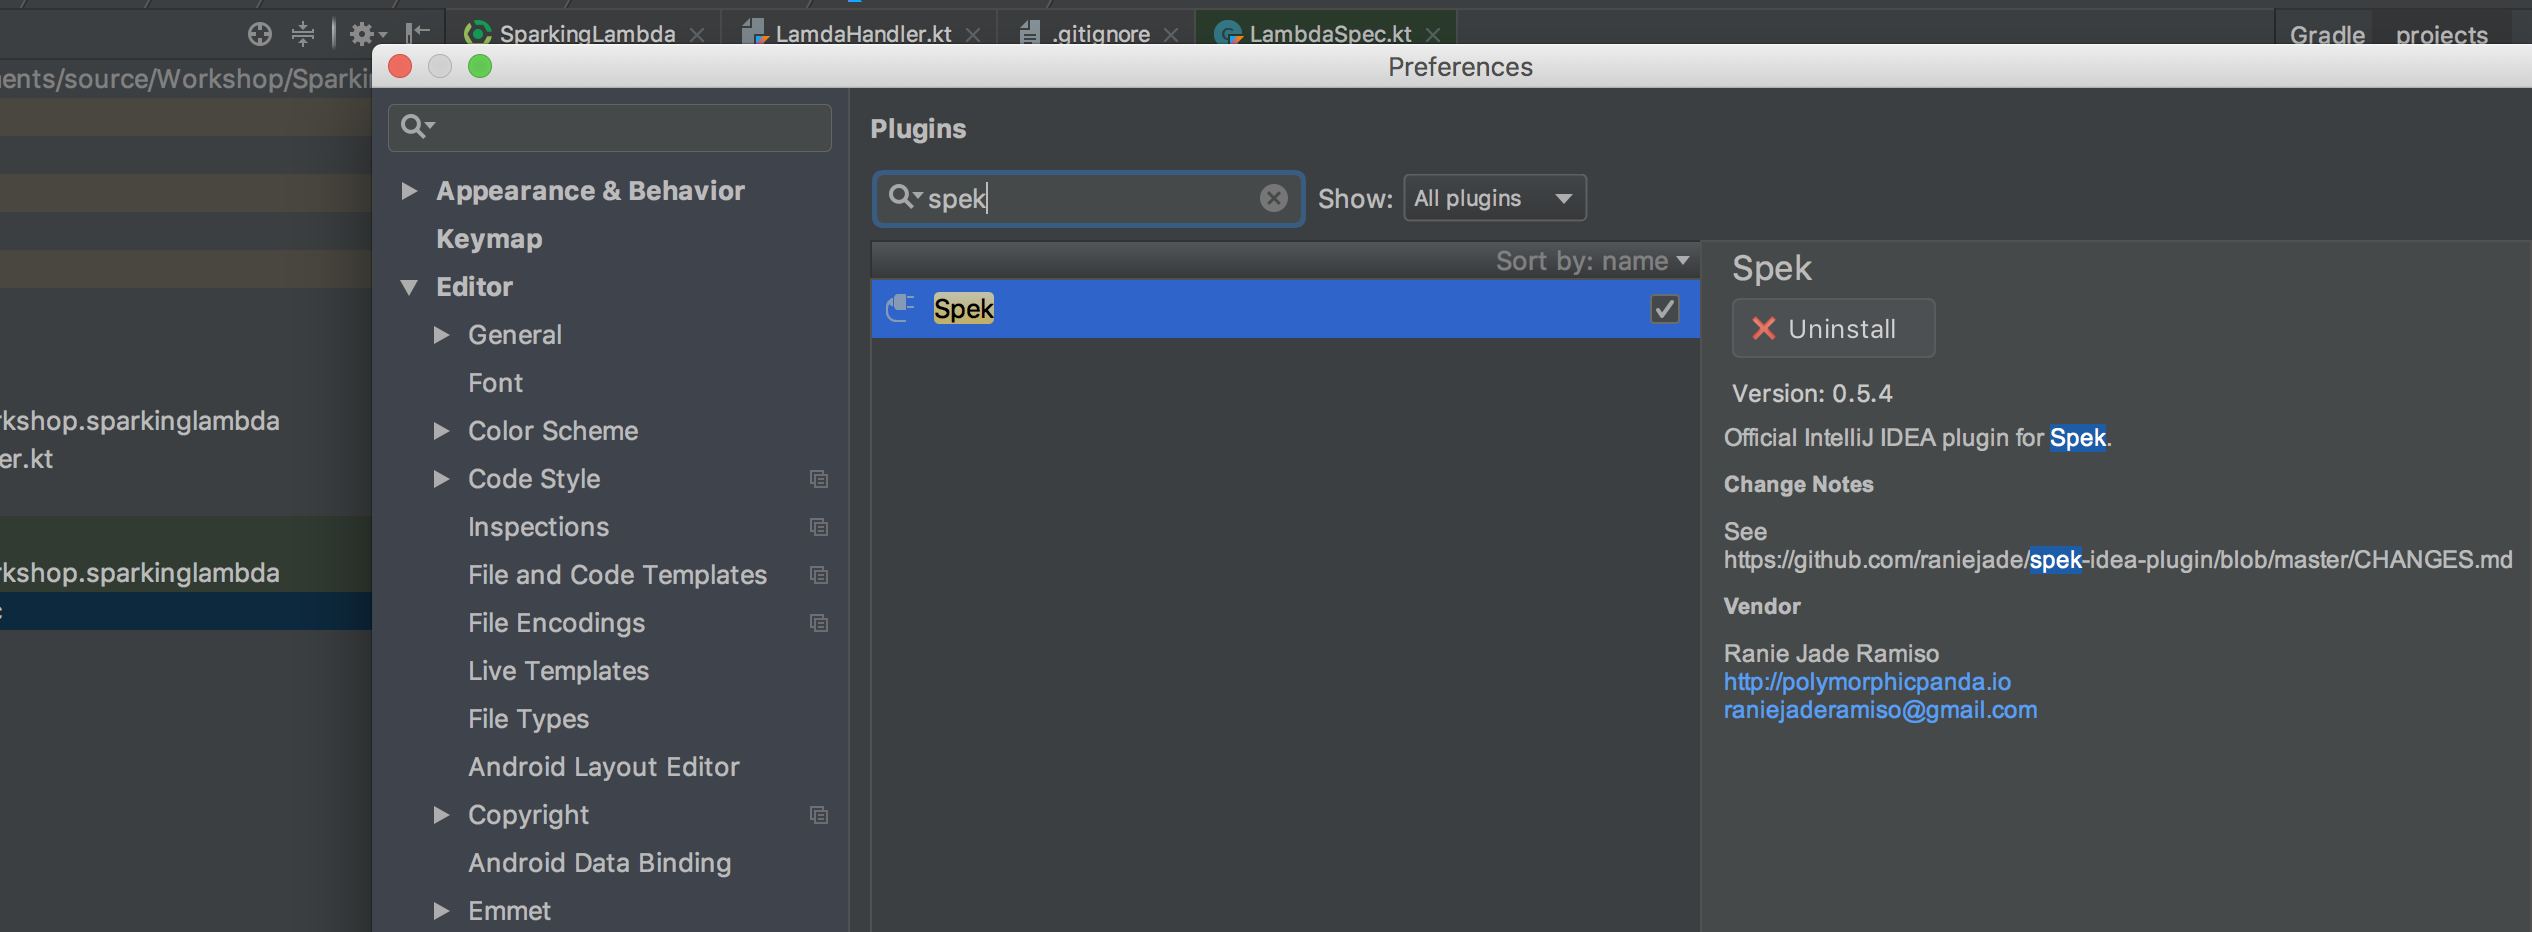 SparkingLambda
LamdaHandler.kt
.gitignore
LambdaSpec.kt
Gradle
projects
ents/source/Workshop/Sparki
Preferences
Plugins
spek
Show:
All plugins
Appearance & Behavior
Keymap
Editor
General
Font
Color Scheme
Code Style
Inspections
File and Code Templates
File Encodings
Live Templates
File Types
Android Layout Editor
Copyright
Android Data Binding
Emmet
rkshop.sparkinglambda
er.kt
rkshop.sparkinglambda
Sort by: name
Spek
Spek
Uninstall
Version: 0.5.4
Official IntelliJ IDEA plugin for Spek.
Change Notes
See
https://github.com/raniejade/spek-idea-plugin/blob/master/CHANGES.md
Vendor
Ranie Jade Ramiso
http://polymorphicpanda.io
raniejaderamiso@gmail.com